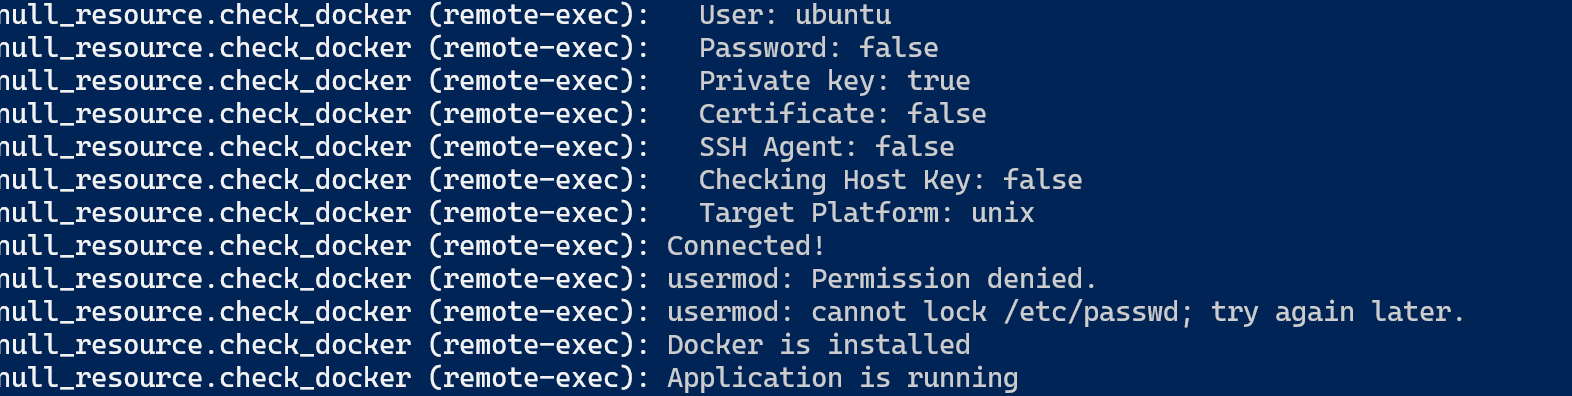 null_resource.check_docker (remote-exec):   User: ubuntu
null_resource.check_docker (remote-exec):   Password: false
null_resource.check_docker (remote-exec):   Private key: true
null_resource.check_docker (remote-exec):   Certificate: false
null_resource.check_docker (remote-exec):   SSH Agent: false
null_resource.check_docker (remote-exec):   Checking Host Key: false
null_resource.check_docker (remote-exec):   Target Platform: unix
null_resource.check_docker (remote-exec): Connected!
null_resource.check_docker (remote-exec): usermod: Permission denied.
null_resource.check_docker (remote-exec): usermod: cannot lock /etc/passwd; try again later.
null_resource.check_docker (remote-exec): Docker is installed
null_resource.check_docker (remote-exec): Application is running